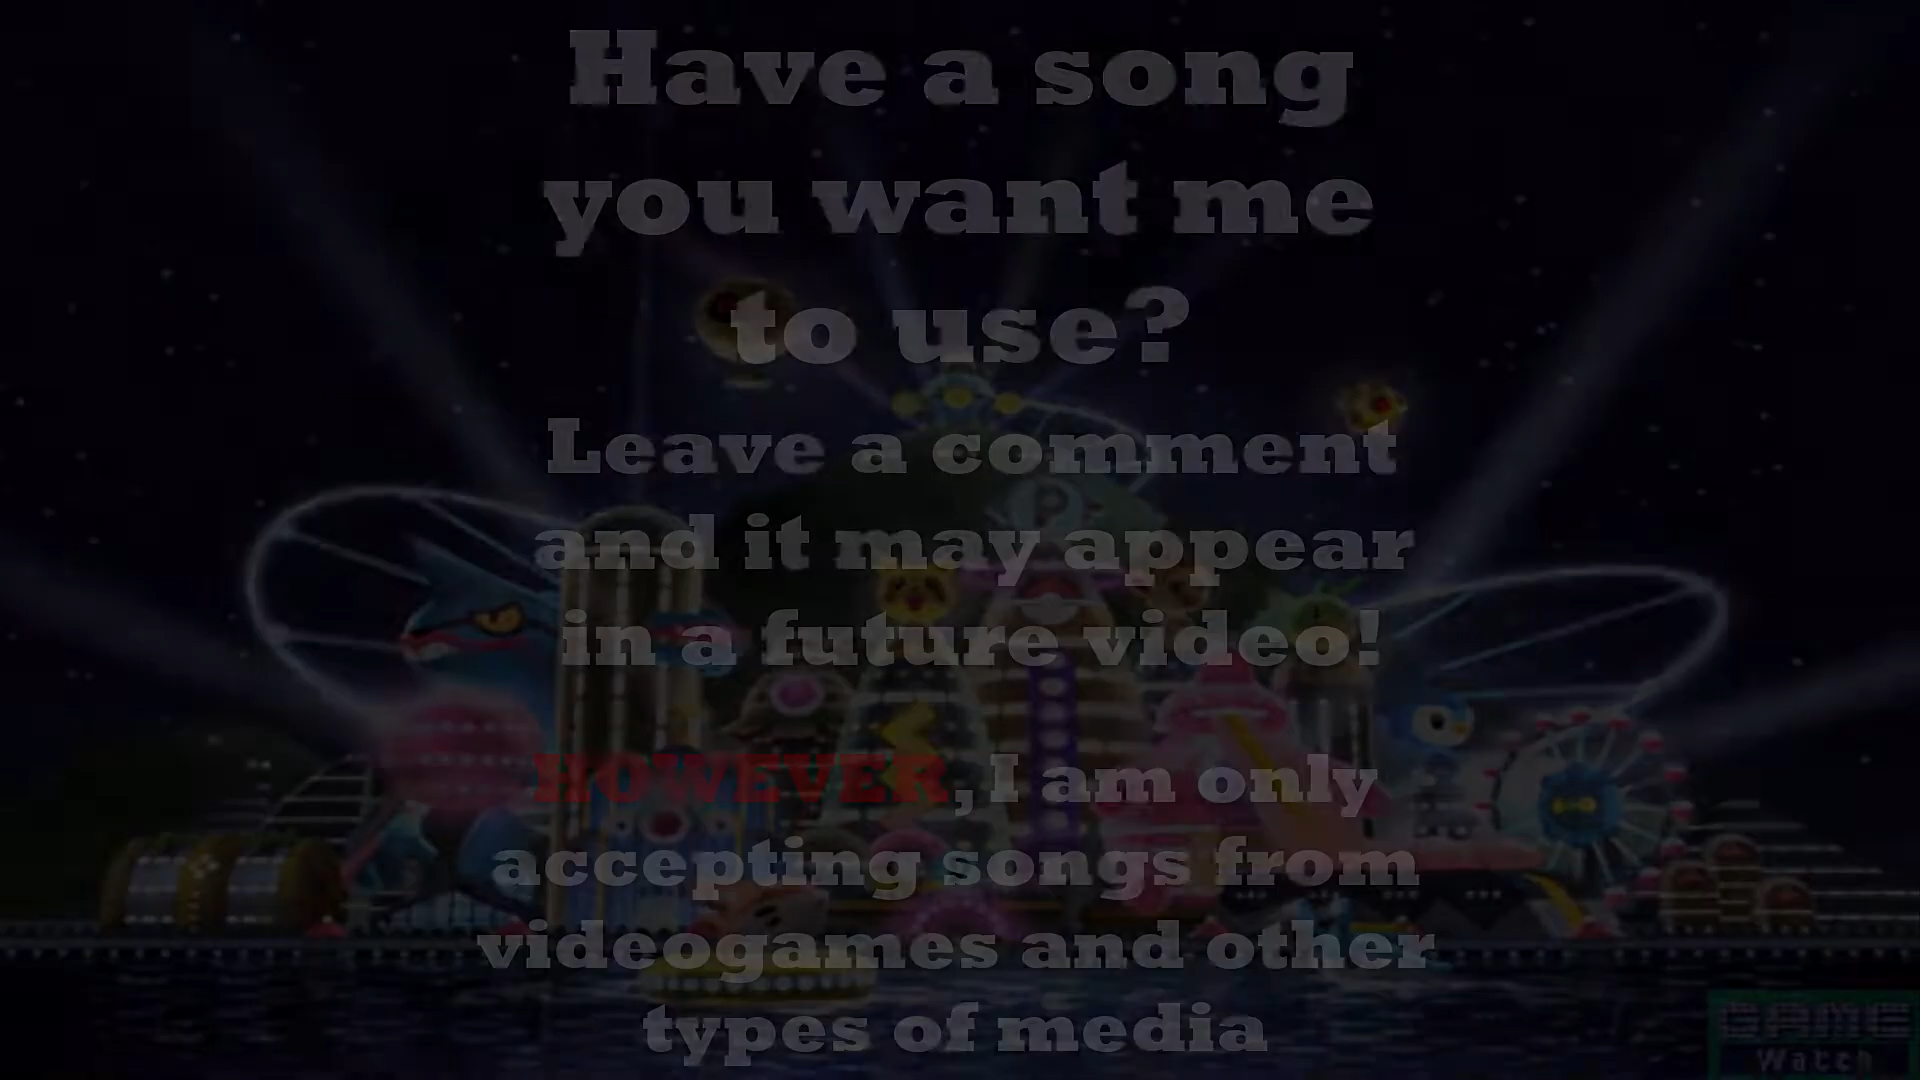 Have a song
you want me
to use?
Leave a comment
and it may appear
in a future video!
HOWEVER, I am only
accepting songs from
videogames and other
types of media
P
GAME
Watch